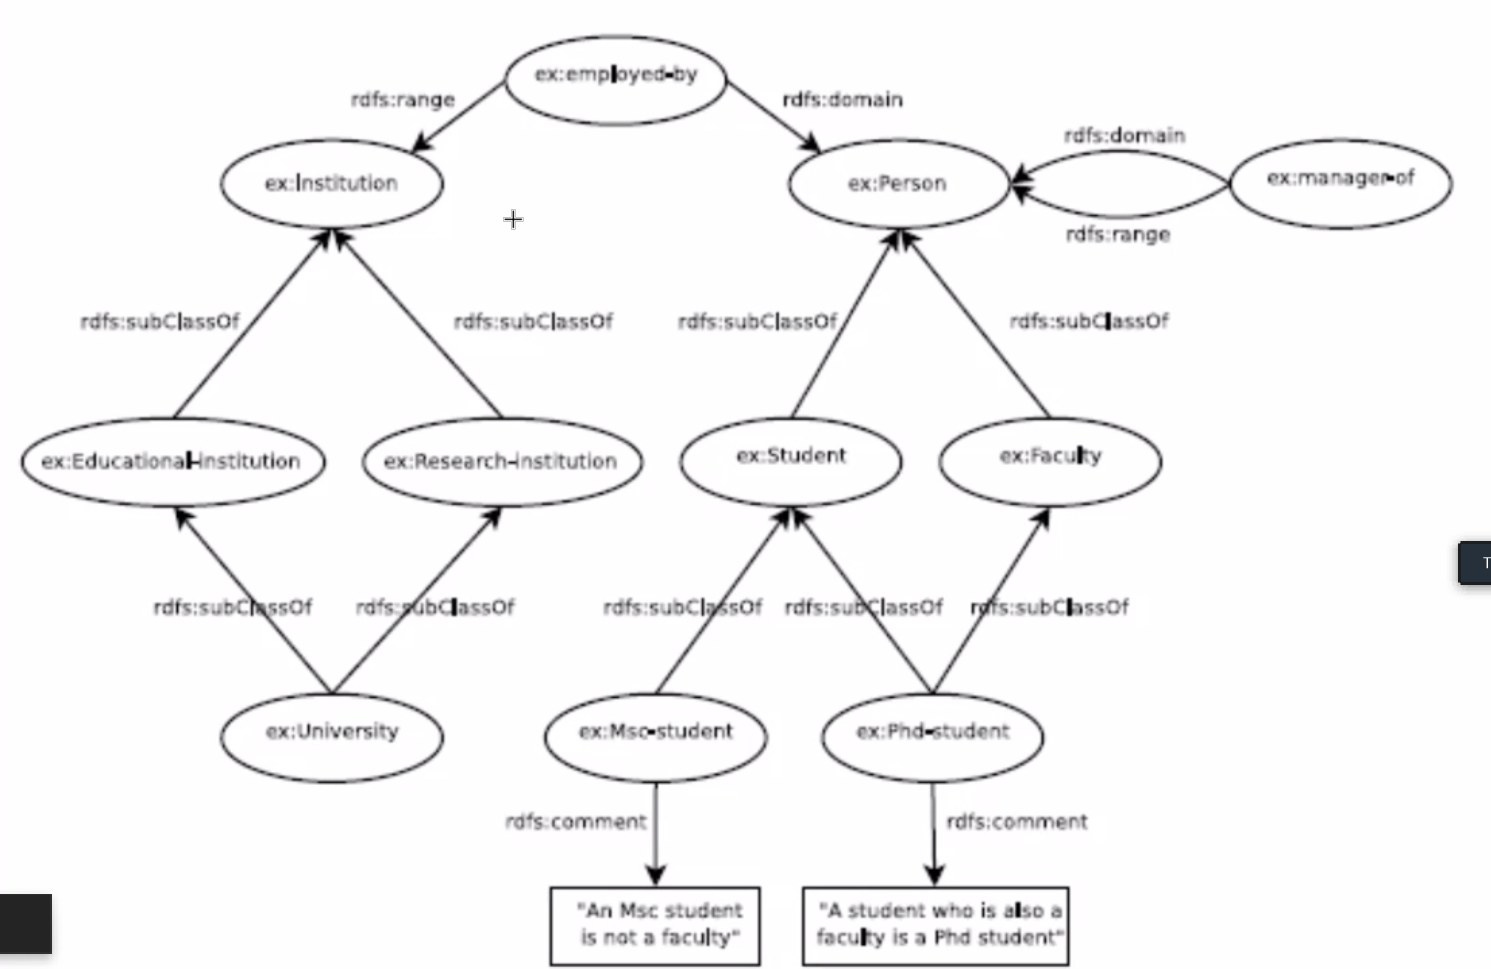 ex:employed-by
rdfs:range
rdfs:domain
rdfs:domain
ex:Institution
ex:Person
ex:manager-of
rdfs:range
rdfs:subClassOf
rdfs:subClassOf
rdfs:subClassOf
rdfs:subClassOf
ex:Educational-institution
ex:Research-institution
ex:Student
ex:Faculty
rdfs:subClassOf
rdfs:subClassOf
rdfs:subClassOf
rdfs:subClassOf
rdfs:subClassOf
ex:University
ex:Msc-student
ex:Phd-student
rdfs:comment
rdfs:comment
"An Msc student
is not a faculty"
"A student who is also a
faculty is a Phd student"